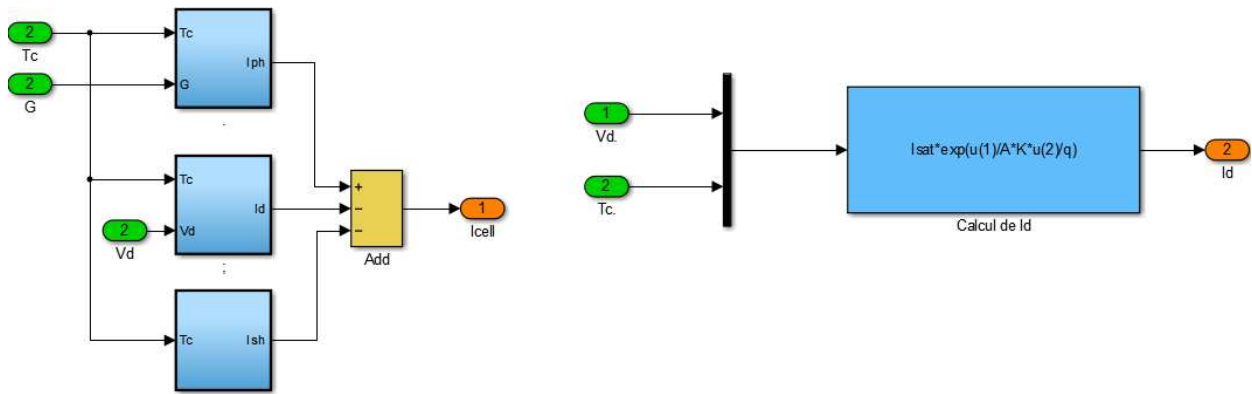 2
Tc
2
G
Tc
G
Iph
.
Tc
Vd
Id
2
Vd
;
Tc
Ish
+
−
−
Add
1
Icell
1
Vd.
2
Tc.
Isat*exp(u(1)/A*K*u(2)/q)
Calcul de Id
2
Id